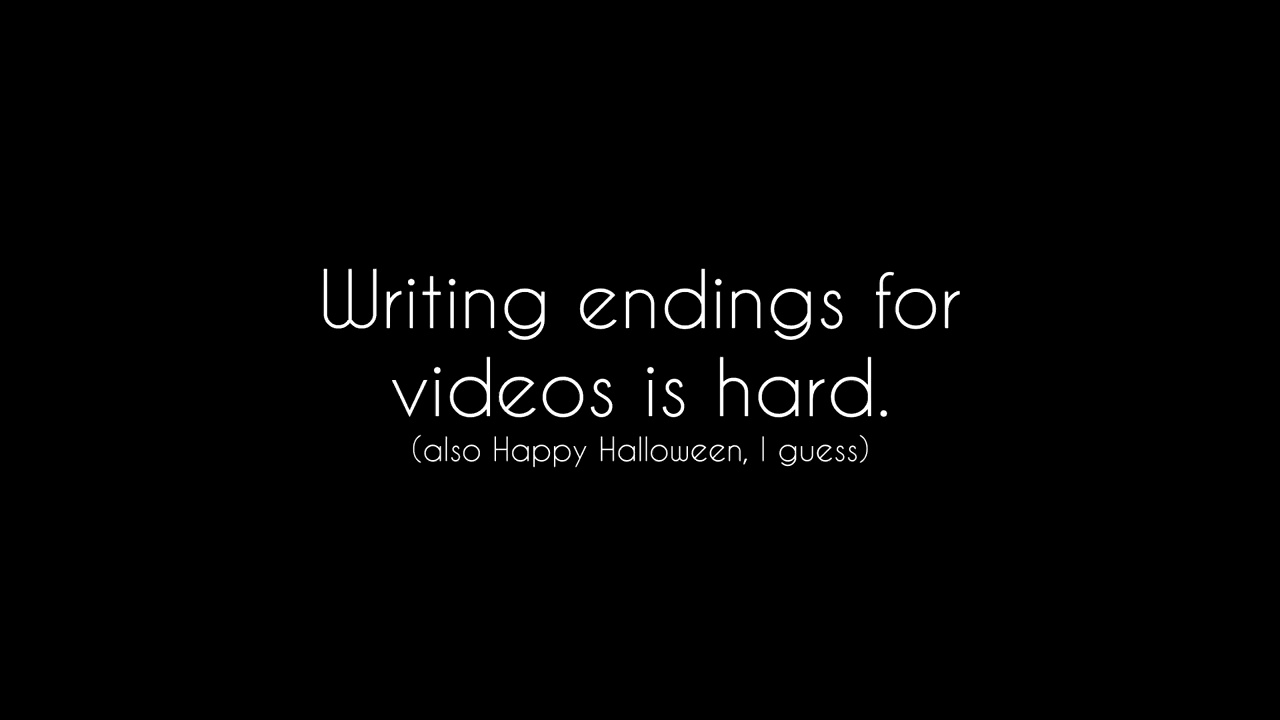 Writing endings for
videos is hard.
(also Happy Halloween, I guess)